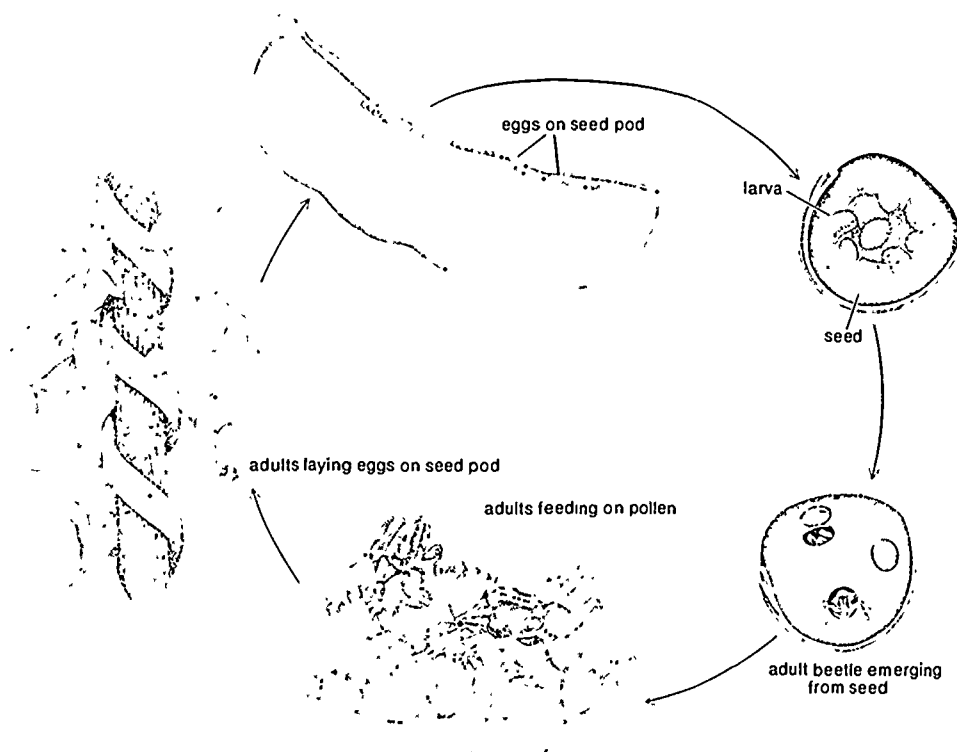 eggs on seed pod
larva
seed
adults laying eggs on seed pod
adults feeding on pollen
adult beetle emerging
from seed